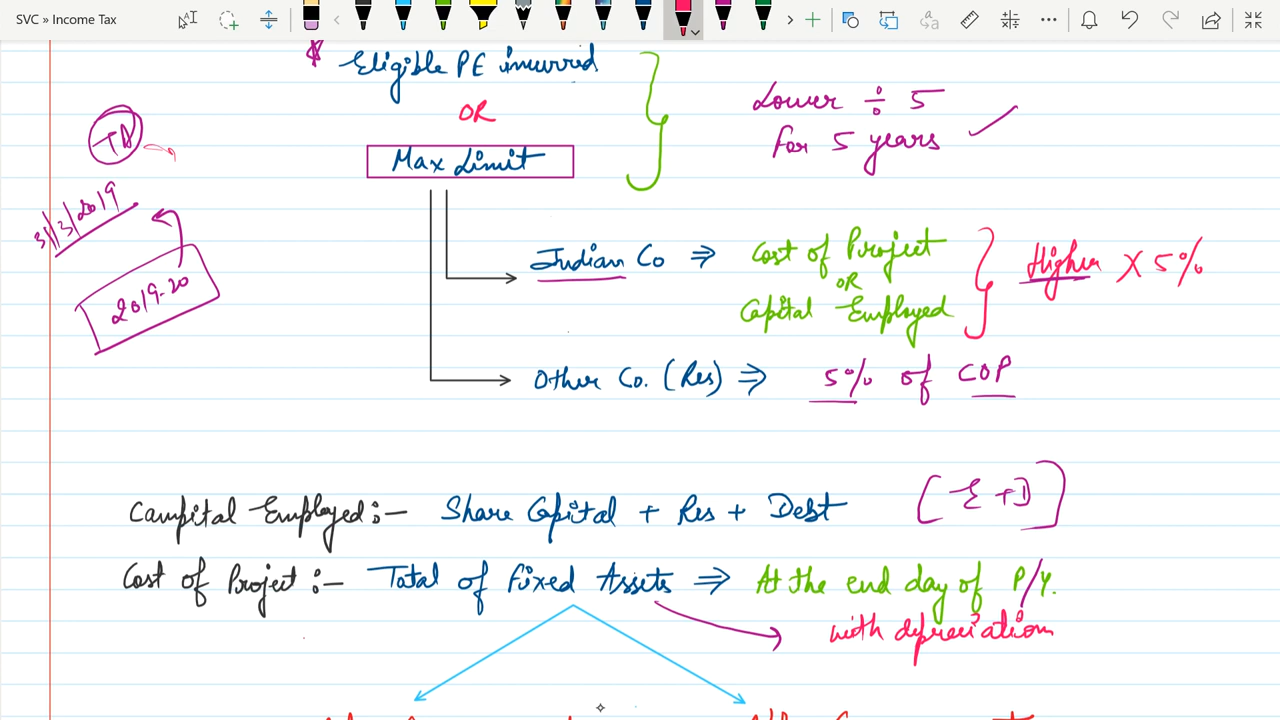 SVC » Income Tax
Eligible PE incurred
OR
Max Limit
Lower ÷ 5
for 5 years
TA
31/3/2019
2019-20
Indian Co ⇒ Cost of Project
OR
Capital Employed
Higher X 5%
Other Co. (Res) ⇒ 5% of COP
Campital Employed :- Share Capital + Res + Debt [E+D]
Cost of Project :- Total of Fixed Assets ⇒ At the end day of P/Y.
with depreciation